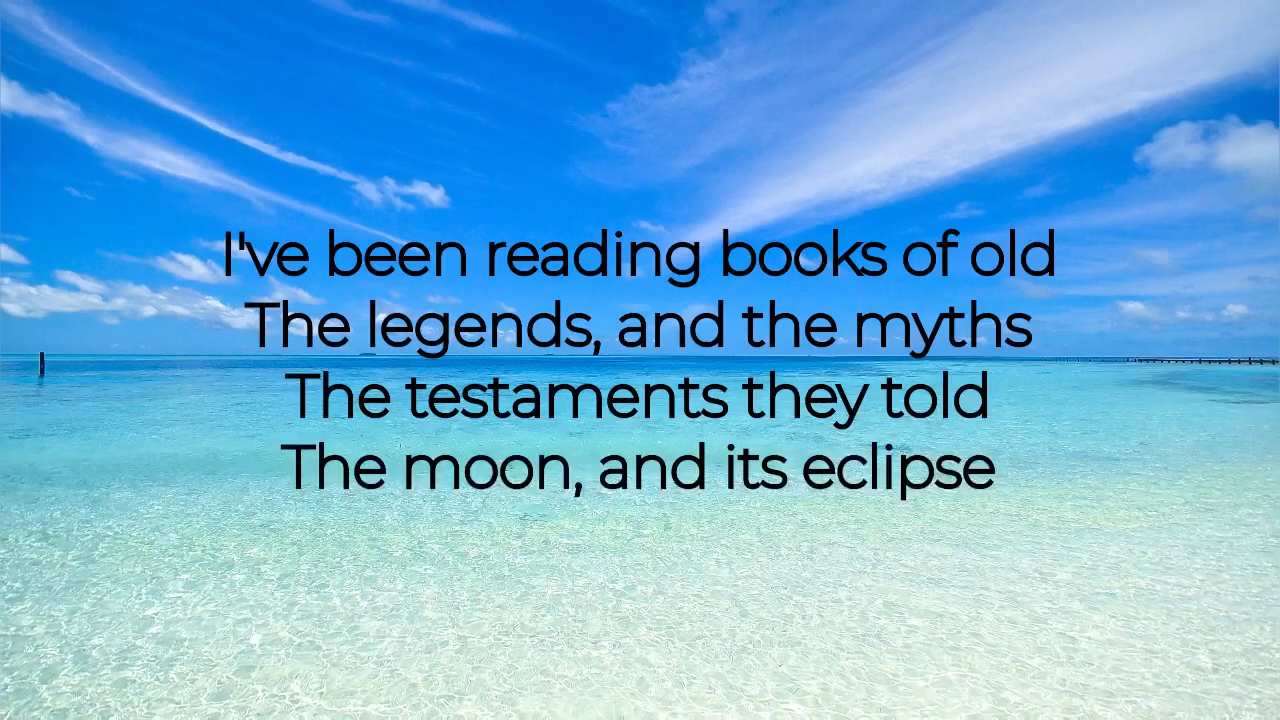 I've been reading books of old
The legends, and the myths
The testaments they told
The moon, and its eclipse